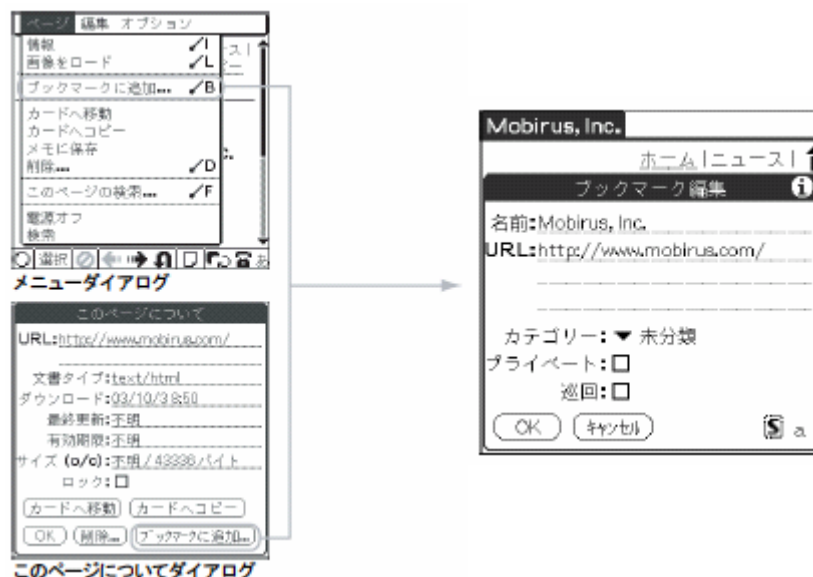 ページ 編集 オプション
情報 ／I
画像をロード ／L
ブックマークに追加... ／B
カードへ移動
カードへコピー
メモに保存
削除... ／D
このページの検索... ／F
電源オフ
検索
選択 あ
メニューダイアログ
このページについて
URL:http://www.mobirus.com/
文書タイプ:text/html
ダウンロード:03/10/3 8:50
最終更新:不明
有効期限:不明
サイズ (o/c):不明 / 43336 バイト
ロック:
カードへ移動 カードへコピー
OK 削除... ブックマークに追加...
このページについてダイアログ
Mobirus, Inc.
ホーム | ニュース |
ブックマーク編集
名前:Mobirus, Inc.
URL:http://www.mobirus.com/
カテゴリー: ▼ 未分類
プライベート:
巡回:
OK キャンセル S a